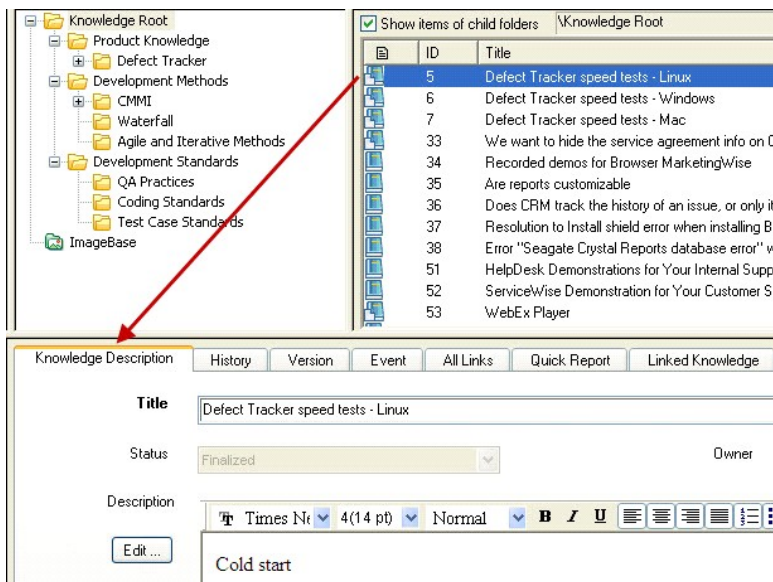 Knowledge Root
Product Knowledge
Defect Tracker
Development Methods
CMMI
Waterfall
Agile and Iterative Methods
Development Standards
QA Practices
Coding Standards
Test Case Standards
ImageBase
Show items of child folders \Knowledge Root
ID Title
5 Defect Tracker speed tests - Linux
6 Defect Tracker speed tests - Windows
7 Defect Tracker speed tests - Mac
33 We want to hide the service agreement info on
34 Recorded demos for Browser MarketingWise
35 Are reports customizable
36 Does CRM track the history of an issue, or only it
37 Resolution to Install shield error when installing B
38 Error "Seagate Crystal Reports database error" w
51 HelpDesk Demonstrations for Your Internal Supp
52 ServiceWise Demonstration for Your Customer S
53 WebEx Player
Knowledge Description History Version Event All Links Quick Report Linked Knowledge
Title Defect Tracker speed tests - Linux
Status Finalized Owner
Description
Times Ne 4(14 pt) Normal B I U
Edit ...
Cold start